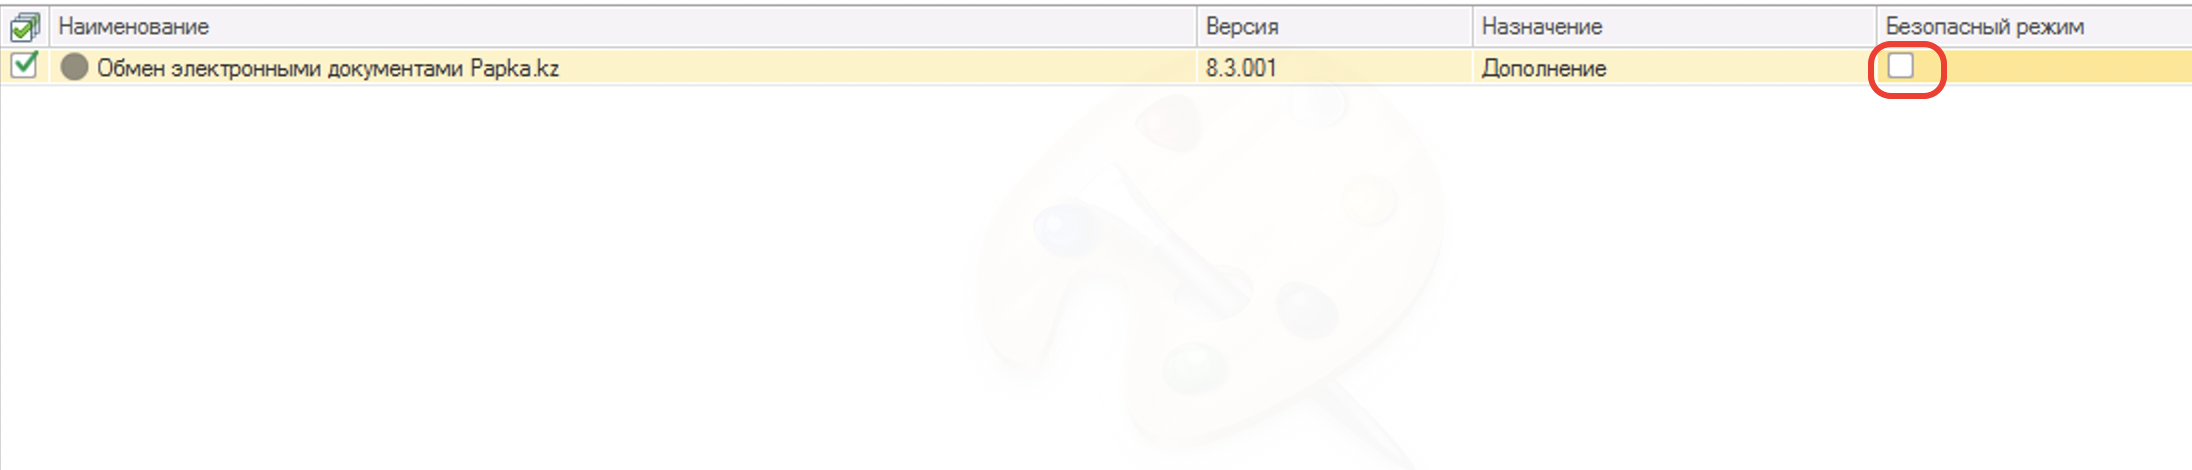 Наименование Версия Назначение Безопасный режим
Обмен электронными документами Papka.kz 8.3.001 Дополнение